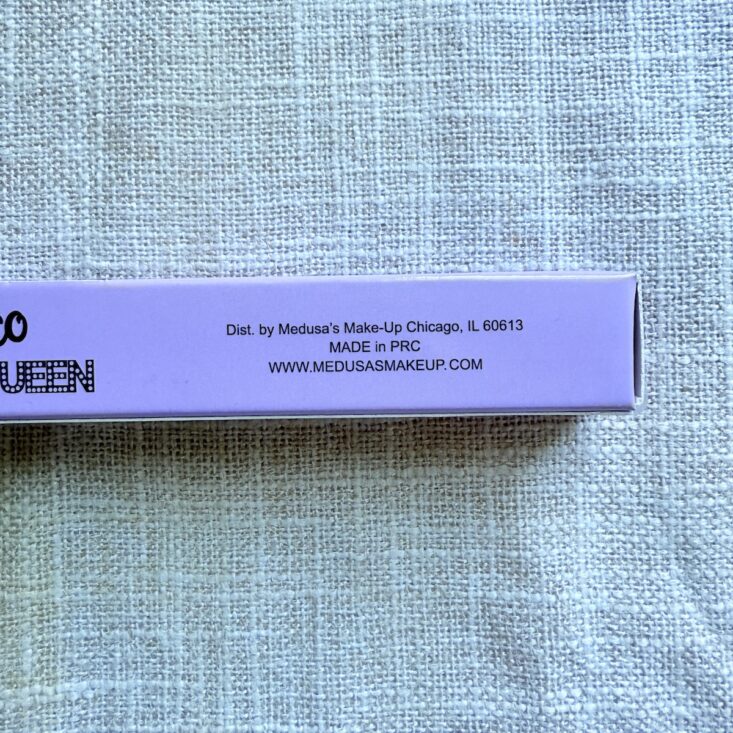 Dist. by Medusa's Make-Up Chicago, IL 60613
MADE in PRC
WWW.MEDUSASMAKEUP.COM